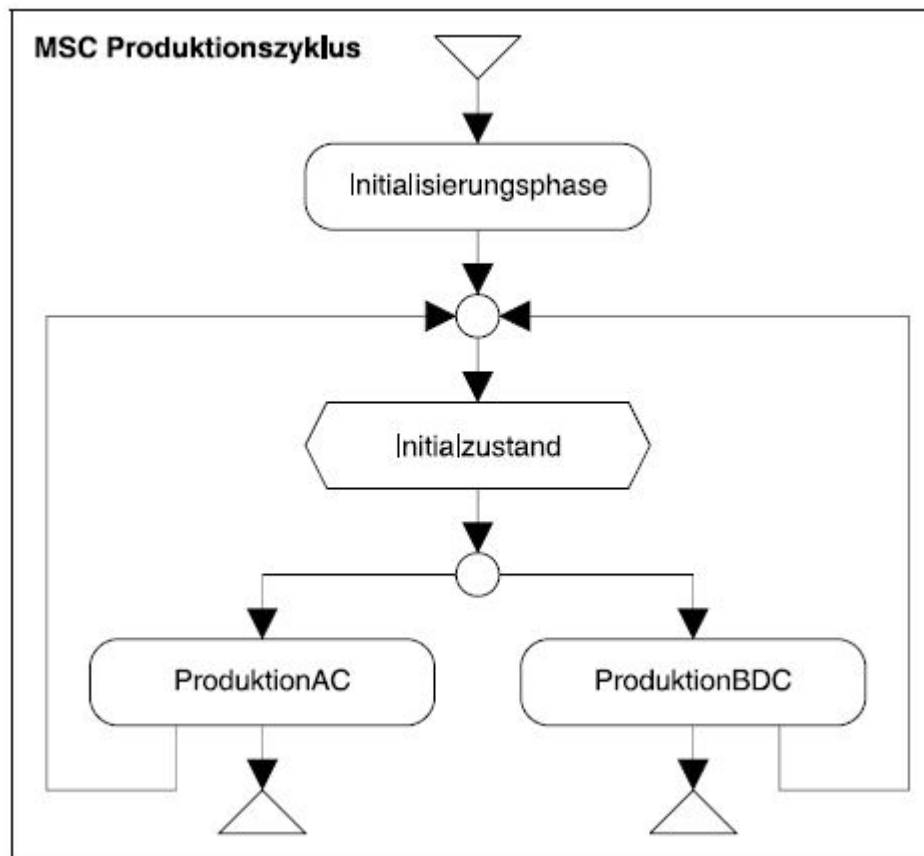 MSC Produktionszyklus
Initialisierungsphase
Initialzustand
ProduktionAC
ProduktionBDC